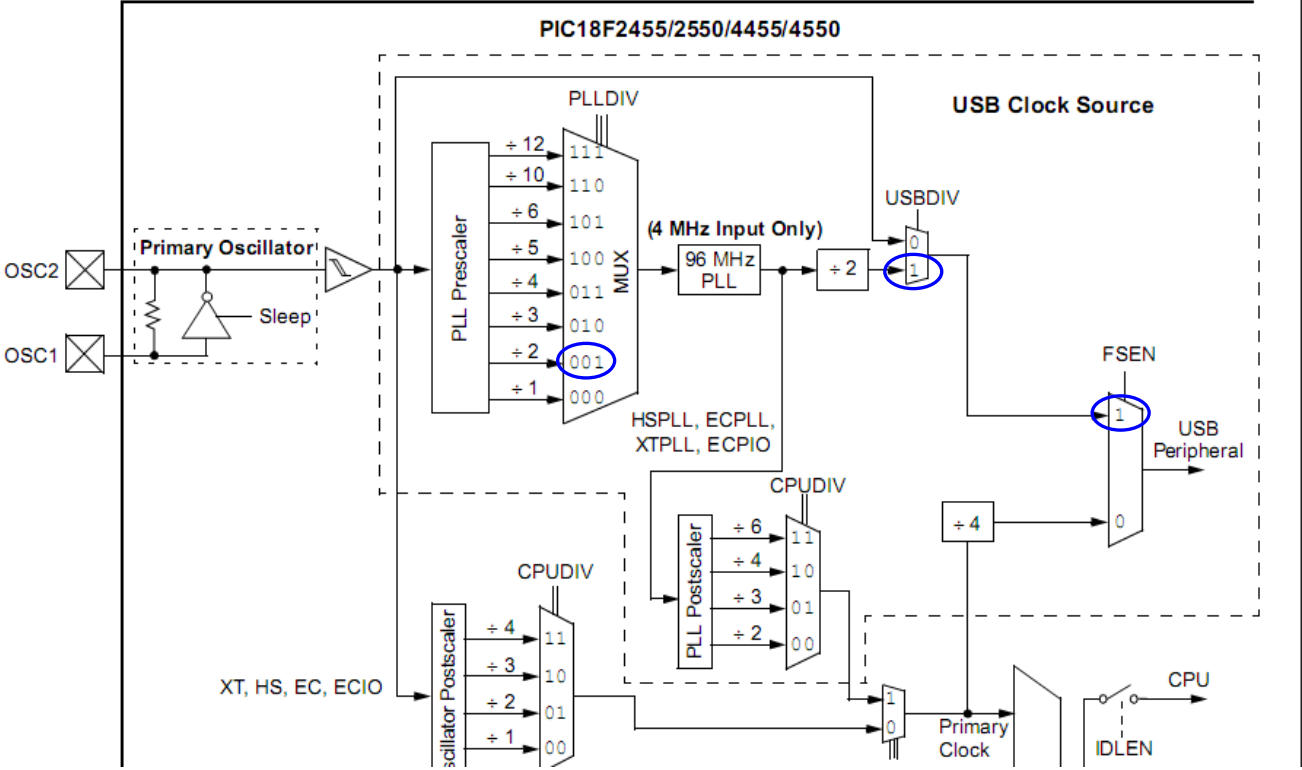 PIC18F2455/2550/4455/4550
USB Clock Source
PLLDIV
÷ 12
111
÷ 10
110
÷ 6
101
÷ 5
100
÷ 4
011
÷ 3
010
÷ 2
001
÷ 1
000
PLL Prescaler
MUX
USBDIV
0
1
(4 MHz Input Only)
96 MHz
PLL
÷ 2
Primary Oscillator
OSC2
Sleep
OSC1
FSEN
1
0
USB
Peripheral
HSPLL, ECPLL,
XTPLL, ECPIO
CPUDIV
PLL Postscaler
÷ 6
11
÷ 4
10
÷ 3
01
÷ 2
00
÷ 4
CPUDIV
scillator Postscaler
÷ 4
11
÷ 3
10
÷ 2
01
÷ 1
00
XT, HS, EC, ECIO
1
0
Primary
Clock
CPU
IDLEN